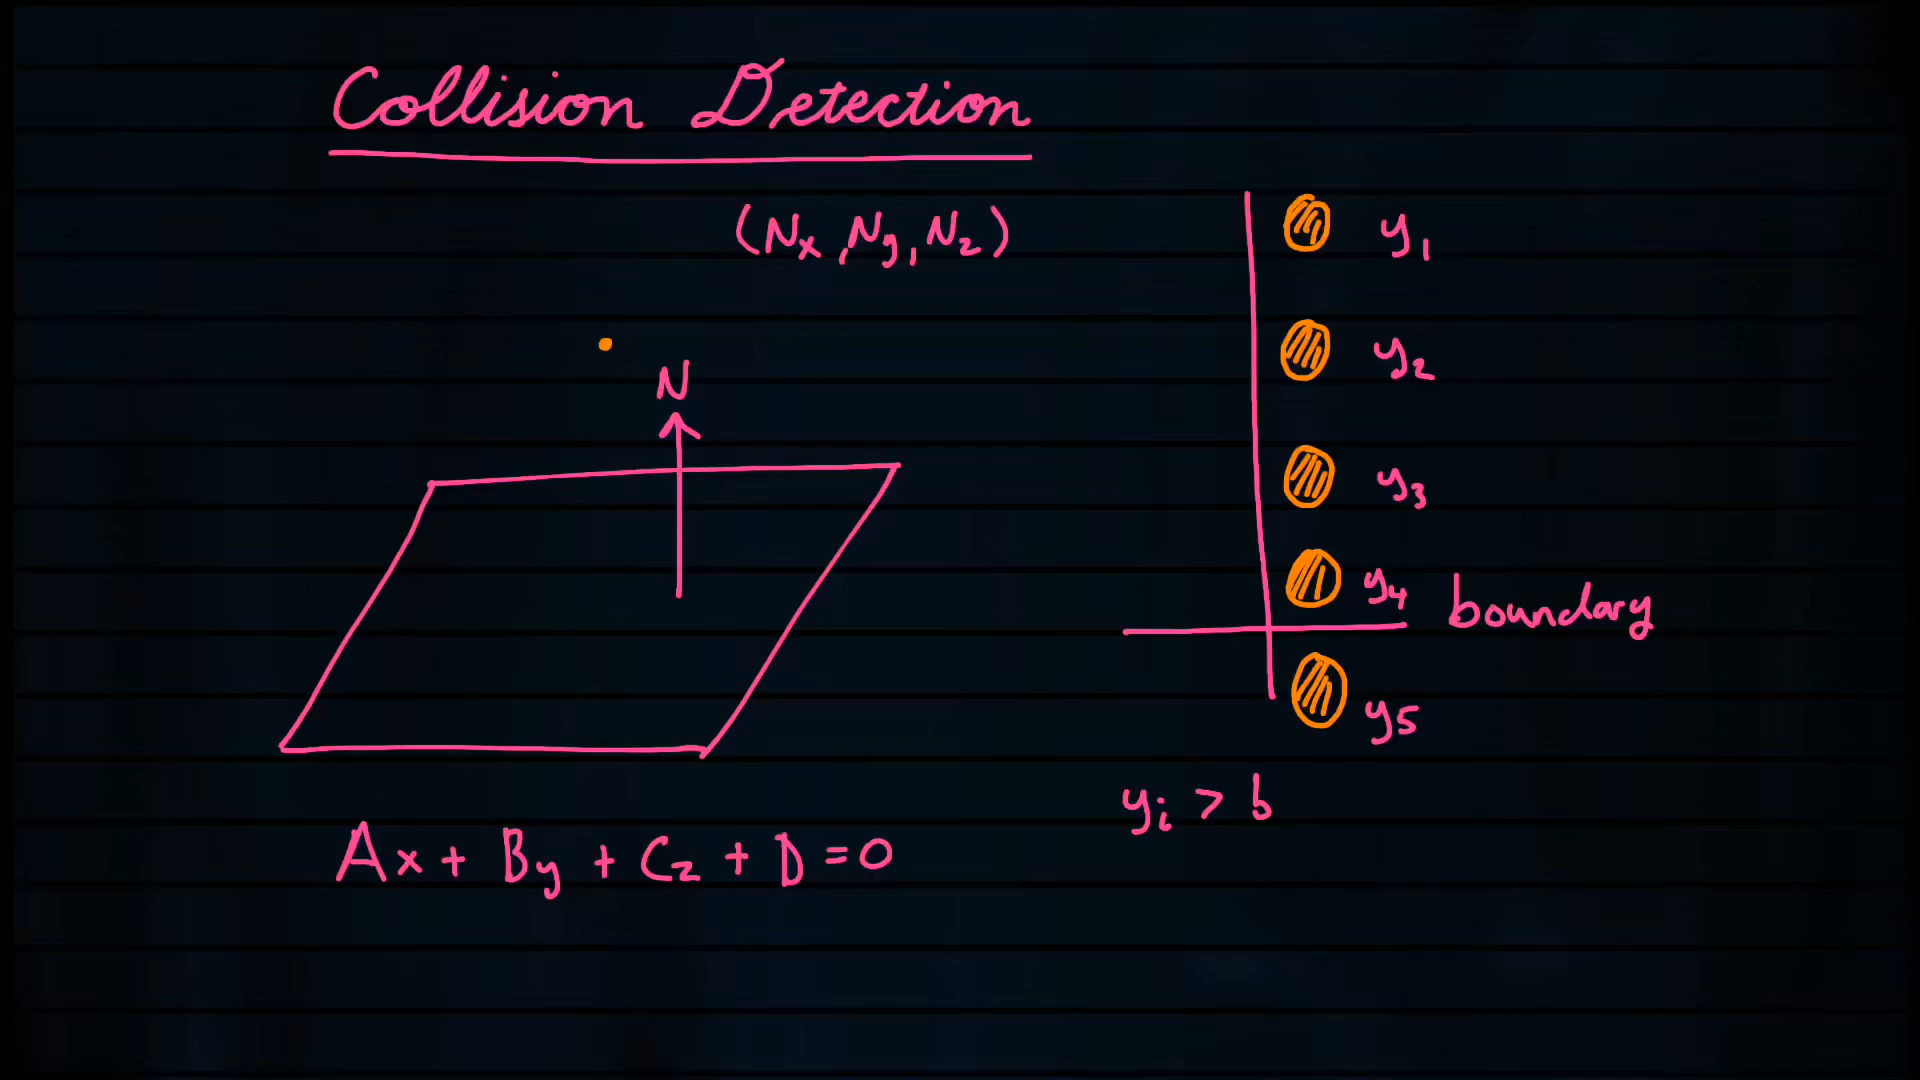 Collision Detection
(Nx, Ny, Nz)
N
Ax + By + Cz + D = 0
y1
y2
y3
y4 boundary
y5
yi > b